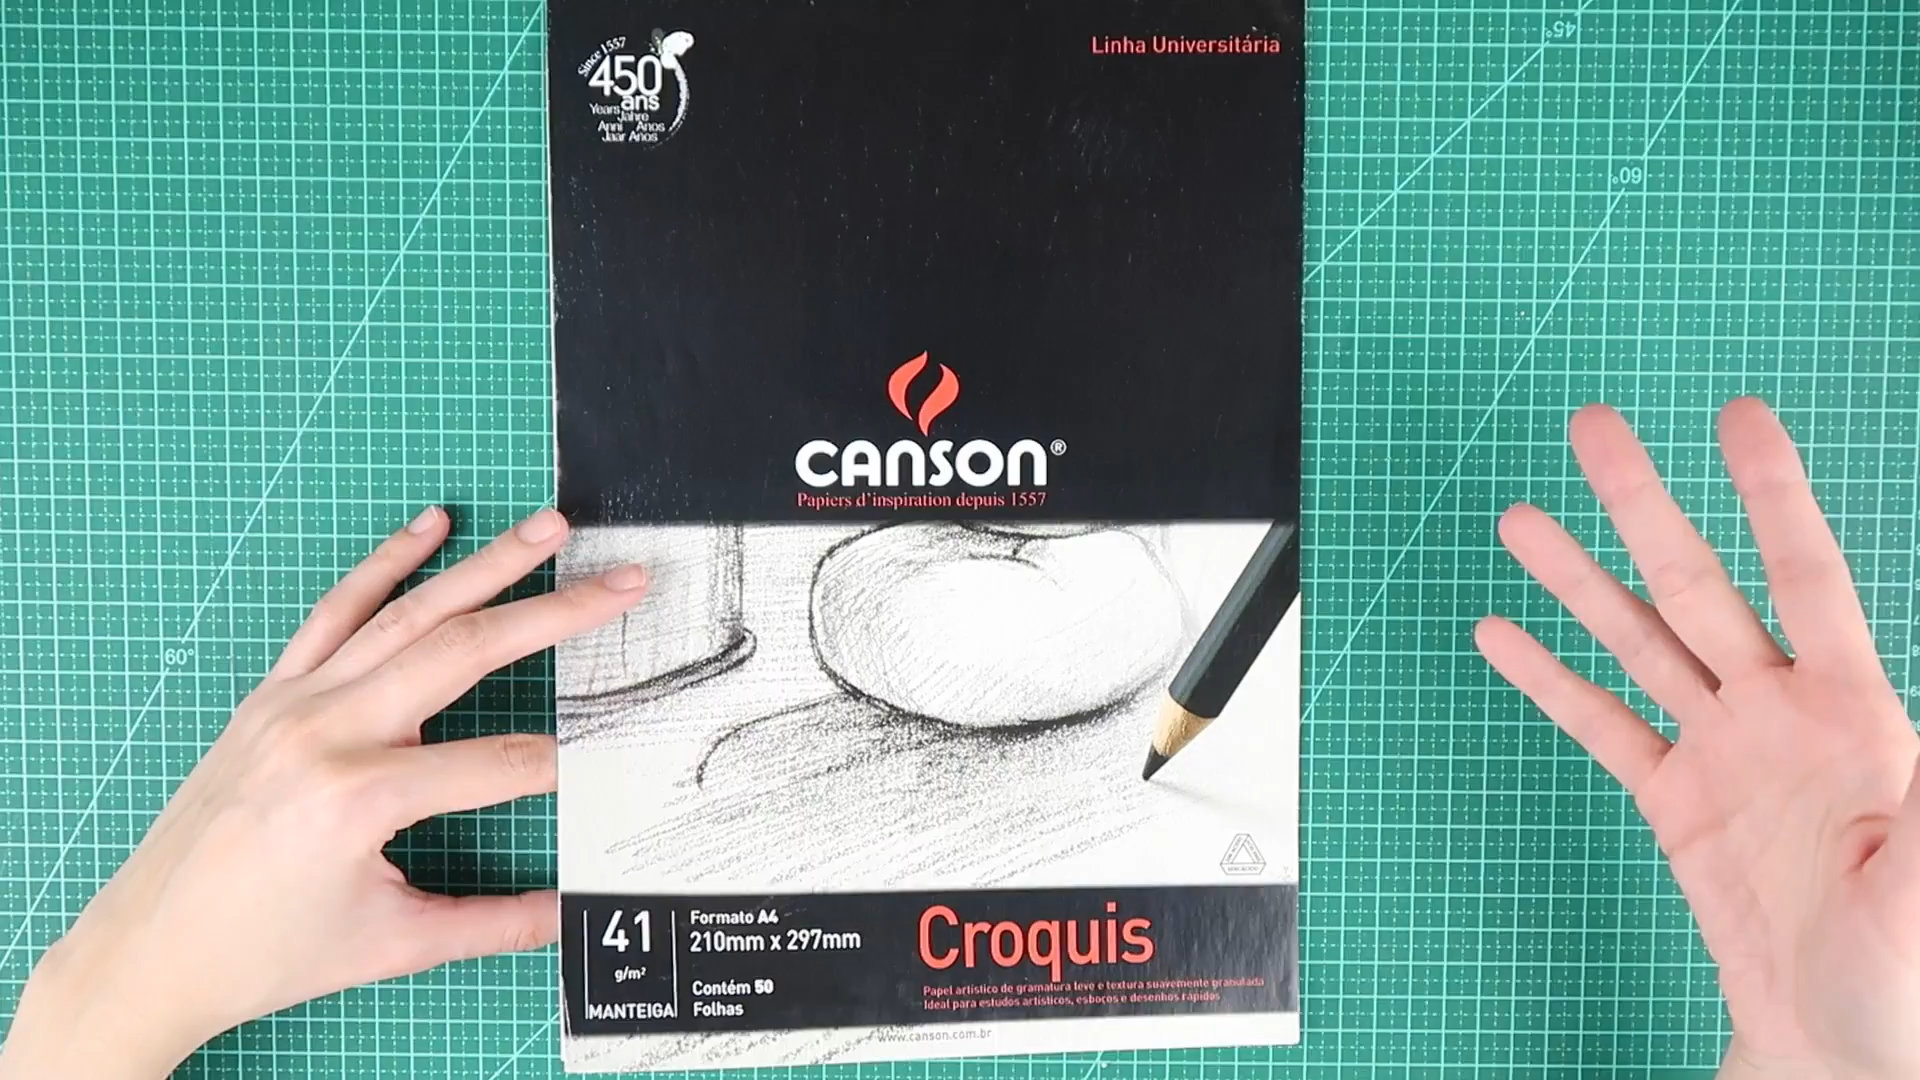 Since 1557
450
ans
Years
Jahre
Anni Anos
Jaar Anos
Linha Universitária
CANSON®
Papiers d'inspiration depuis 1557
41
g/m²
MANTEIGA
Formato A4
210mm x 297mm
Contém 50
Folhas
Croquis
Papel artístico de gramatura leve e textura suavemente granulada
Ideal para estudos artísticos, esboços e desenhos rápidos
www.canson.com.br
45°
60°
60°